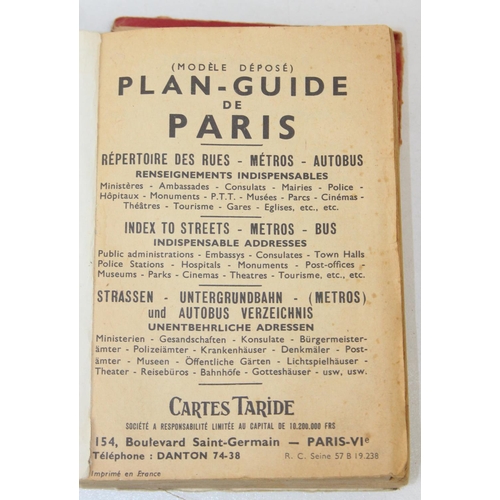 (MODÈLE DÉPOSÉ)
PLAN-GUIDE
DE
PARIS
RÉPERTOIRE DES RUES - MÉTROS - AUTOBUS
RENSEIGNEMENTS INDISPENSABLES
Ministères - Ambassades - Consulats - Mairies - Police -
Hôpitaux - Monuments - P.T.T. - Musées - Parcs - Cinémas -
Théâtres - Tourisme - Gares - Eglises, etc., etc.
INDEX TO STREETS - METROS - BUS
INDISPENSABLE ADDRESSES
Public administrations - Embassys - Consulates - Town Halls
Police Stations - Hospitals - Monuments - Post-offices -
Museums - Parks - Cinemas - Theatres - Tourisme, etc., etc.
STRASSEN - UNTERGRUNDBAHN - (METROS)
und AUTOBUS VERZEICHNIS
UNENTBEHRLICHE ADRESSEN
Ministerien - Gesandschaften - Konsulate - Bürgermeister-
ämter - Polizeiämter - Krankenhäuser - Denkmäler - Post-
ämter - Museen - Öffentliche Gärten - Lichtspielhäuser -
Theater - Reisebüros - Bahnhöfe - Gotteshäuser - usw, usw.
CARTES TARIDE
SOCIÉTÉ A RESPONSABILITÉ LIMITÉE AU CAPITAL DE 10.200.000 FRS
154, Boulevard Saint-Germain — PARIS-VIe
Téléphone : DANTON 74-38 R. C. Seine 57 B 19.238
Imprimé en France